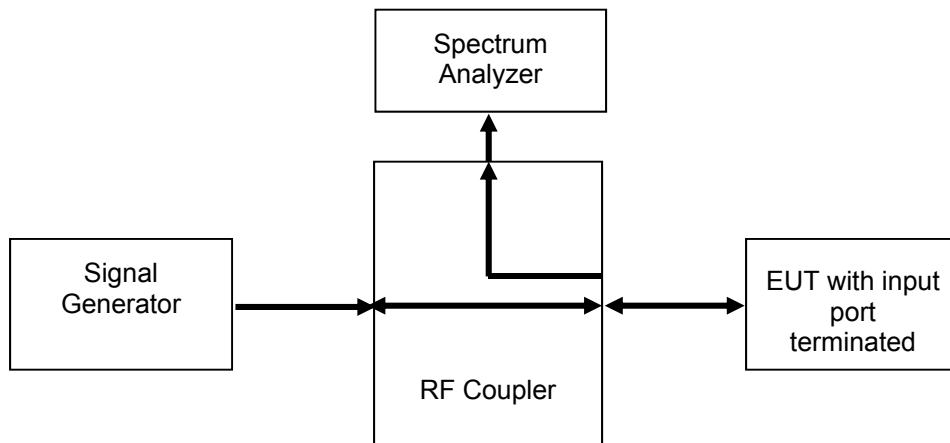 Spectrum
Analyzer
Signal
Generator
EUT with input
port
terminated
RF Coupler